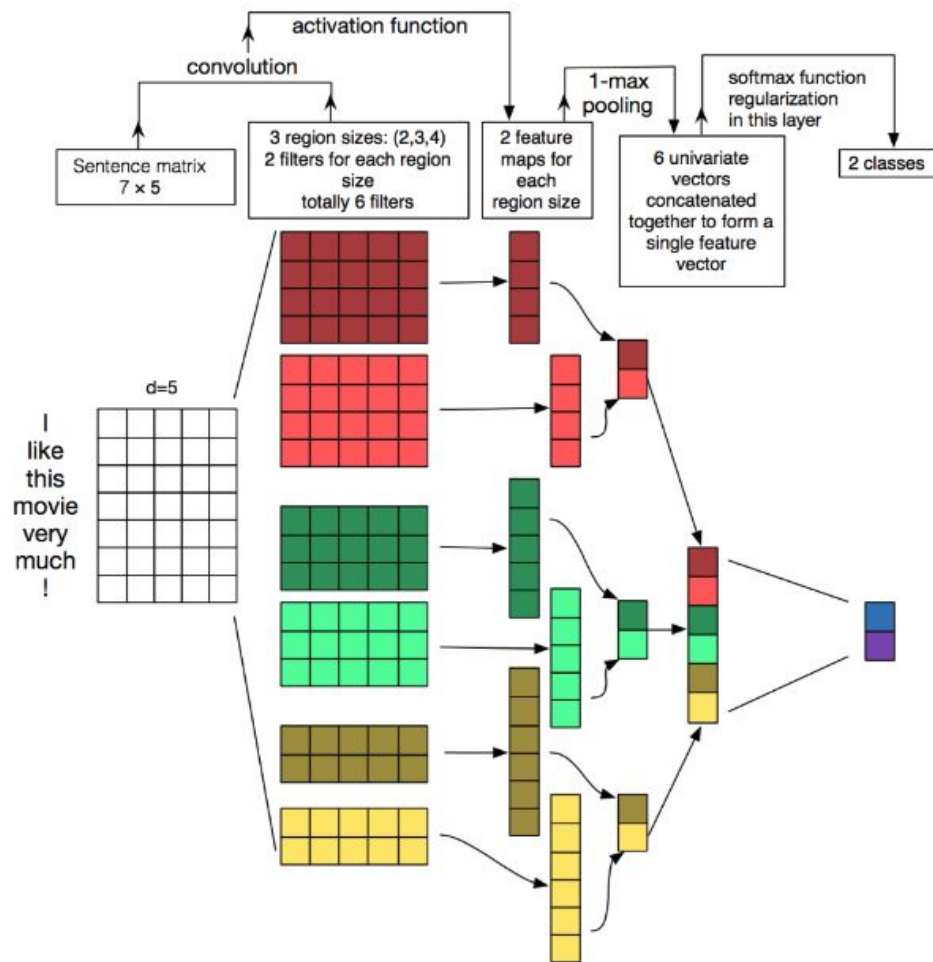 activation function
convolution
1-max
pooling
softmax function
regularization
in this layer
3 region sizes: (2,3,4)
2 filters for each region
size
totally 6 filters
2 feature
maps for
each
region size
Sentence matrix
7 × 5
6 univariate
vectors
concatenated
together to form a
single feature
vector
2 classes
d=5
I
like
this
movie
very
much
!